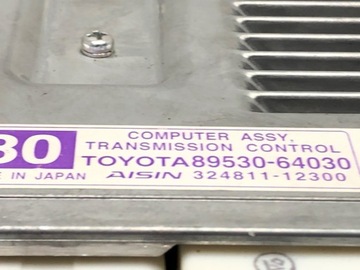 30
COMPUTER ASSY,
TRANSMISSION CONTROL
TOYOTA 89530-64030
IN JAPAN AISIN 324811-12300